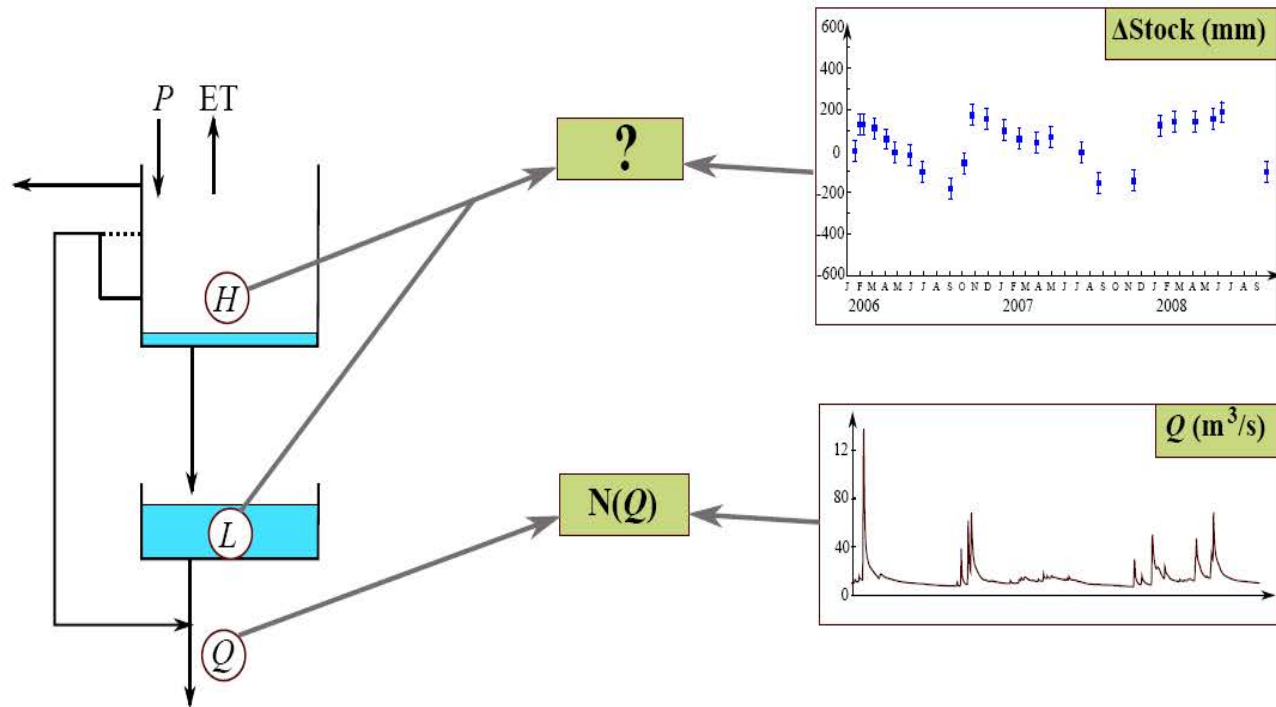 P ET
H
L
Q
?
N(Q)
ΔStock (mm)
600
400
200
0
-200
-400
-600
J F M A M J J A S O N D J F M A M J J A S O N D J F M A M J J A S
2006 2007 2008
Q (m³/s)
12
80
40
0